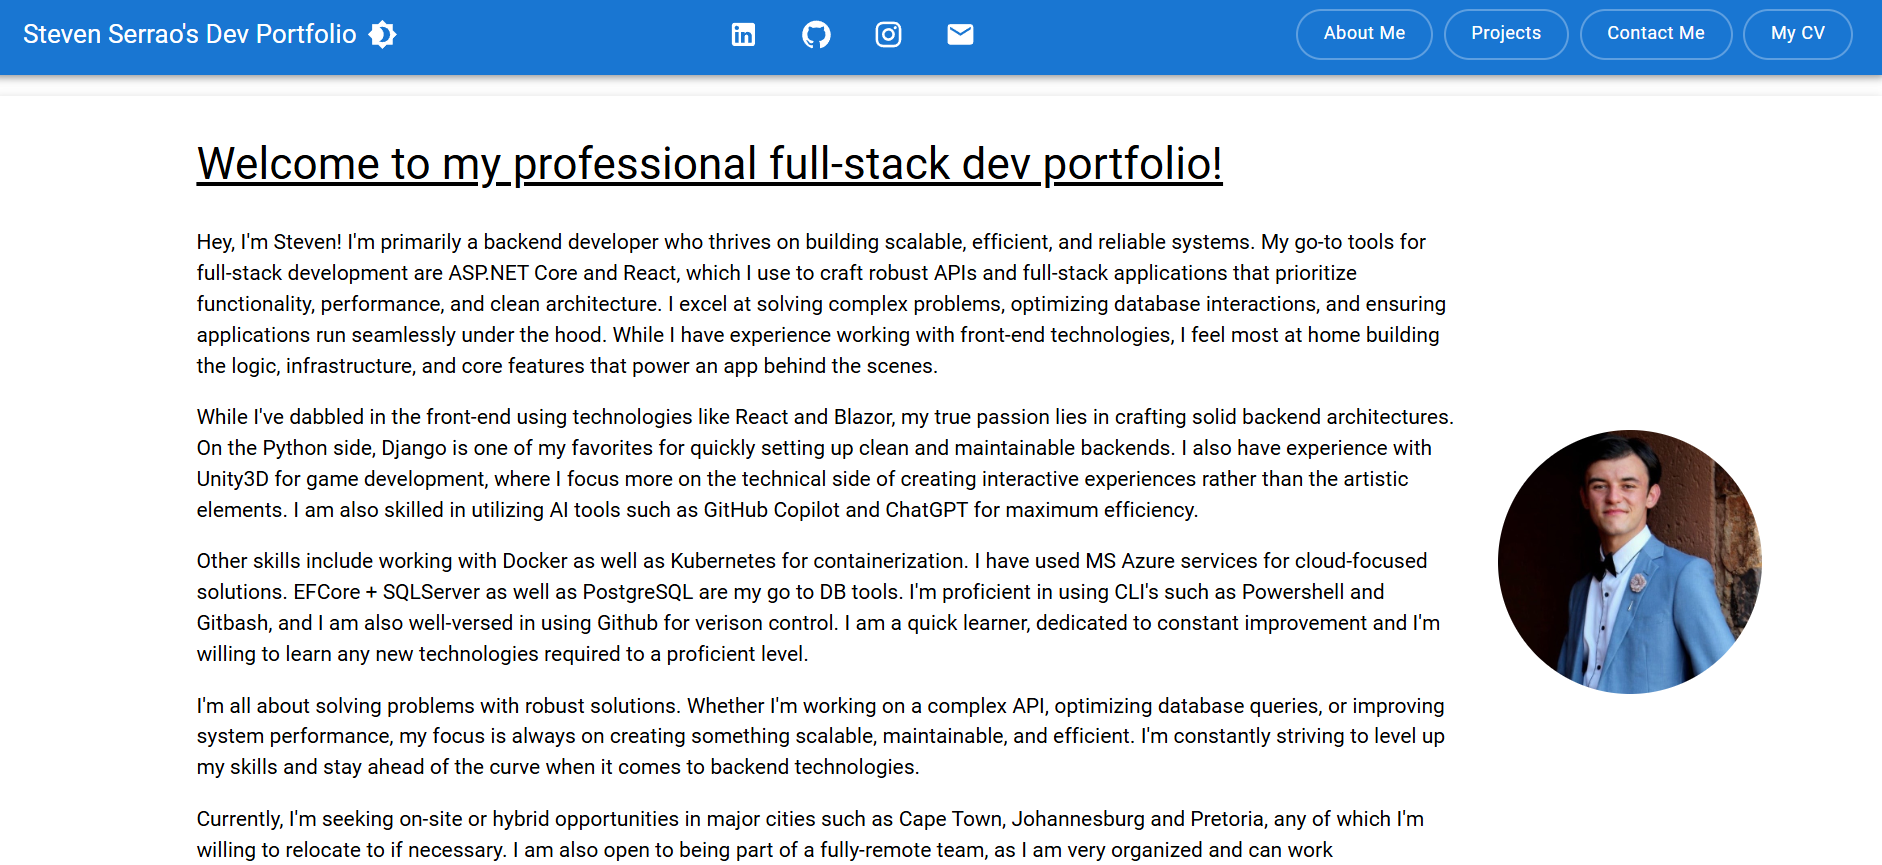 Steven Serrao's Dev Portfolio
About Me
Projects
Contact Me
My CV
Welcome to my professional full-stack dev portfolio!
Hey, I'm Steven! I'm primarily a backend developer who thrives on building scalable, efficient, and reliable systems. My go-to tools for
full-stack development are ASP.NET Core and React, which I use to craft robust APIs and full-stack applications that prioritize
functionality, performance, and clean architecture. I excel at solving complex problems, optimizing database interactions, and ensuring
applications run seamlessly under the hood. While I have experience working with front-end technologies, I feel most at home building
the logic, infrastructure, and core features that power an app behind the scenes.
While I've dabbled in the front-end using technologies like React and Blazor, my true passion lies in crafting solid backend architectures.
On the Python side, Django is one of my favorites for quickly setting up clean and maintainable backends. I also have experience with
Unity3D for game development, where I focus more on the technical side of creating interactive experiences rather than the artistic
elements. I am also skilled in utilizing AI tools such as GitHub Copilot and ChatGPT for maximum efficiency.
Other skills include working with Docker as well as Kubernetes for containerization. I have used MS Azure services for cloud-focused
solutions. EFCore + SQLServer as well as PostgreSQL are my go to DB tools. I'm proficient in using CLI's such as Powershell and
Gitbash, and I am also well-versed in using Github for verison control. I am a quick learner, dedicated to constant improvement and I'm
willing to learn any new technologies required to a proficient level.
I'm all about solving problems with robust solutions. Whether I'm working on a complex API, optimizing database queries, or improving
system performance, my focus is always on creating something scalable, maintainable, and efficient. I'm constantly striving to level up
my skills and stay ahead of the curve when it comes to backend technologies.
Currently, I'm seeking on-site or hybrid opportunities in major cities such as Cape Town, Johannesburg and Pretoria, any of which I'm
willing to relocate to if necessary. I am also open to being part of a fully-remote team, as I am very organized and can work